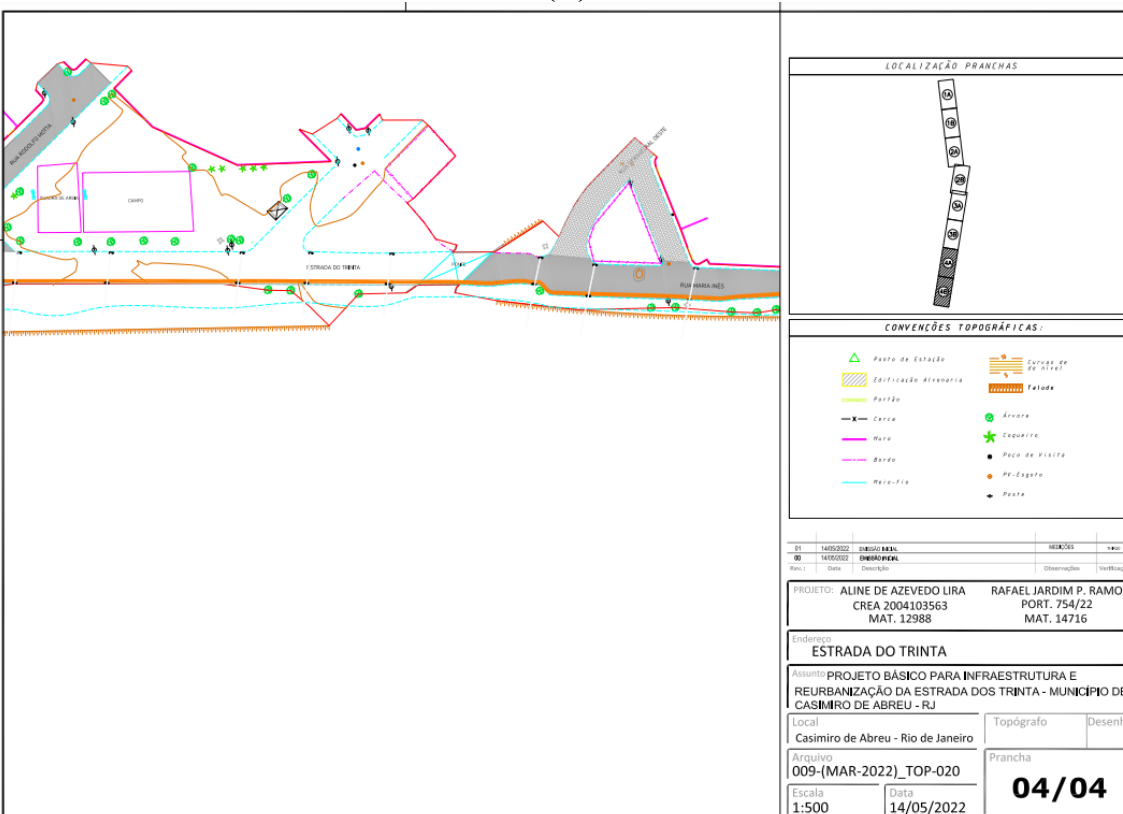 LOCALIZAÇÃO PRANCHAS
1A
1B
2A
2B
3A
3B
4A
4B
RUA RODOLFO MOTTA
CAMPO
ESTRADA DO TRINTA
RUA MARIA INÊS
CONVENÇÕES TOPOGRÁFICAS:
Ponto de Estação
Edificação Alvenaria
Portão
Cerca
Muro
Bordo
Meio-Fio
Curvas de
de nível
Talude
Árvore
Coqueiro
Poço de Visita
PV-Esgoto
Poste
01 14/05/2022 EMISSÃO INICIAL MEDIÇÕES
00 14/05/2022 EMISSÃO INICIAL
Rev.: Data Descrição Observações Verificaç
PROJETO: ALINE DE AZEVEDO LIRA
CREA 2004103563
MAT. 12988
RAFAEL JARDIM P. RAMO
PORT. 754/22
MAT. 14716
Endereço
ESTRADA DO TRINTA
Assunto PROJETO BÁSICO PARA INFRAESTRUTURA E
REURBANIZAÇÃO DA ESTRADA DOS TRINTA - MUNICÍPIO DE
CASIMIRO DE ABREU - RJ
Local
Casimiro de Abreu - Rio de Janeiro
Topógrafo
Desenh
Arquivo
009-(MAR-2022)_TOP-020
Prancha
04/04
Escala
1:500
Data
14/05/2022